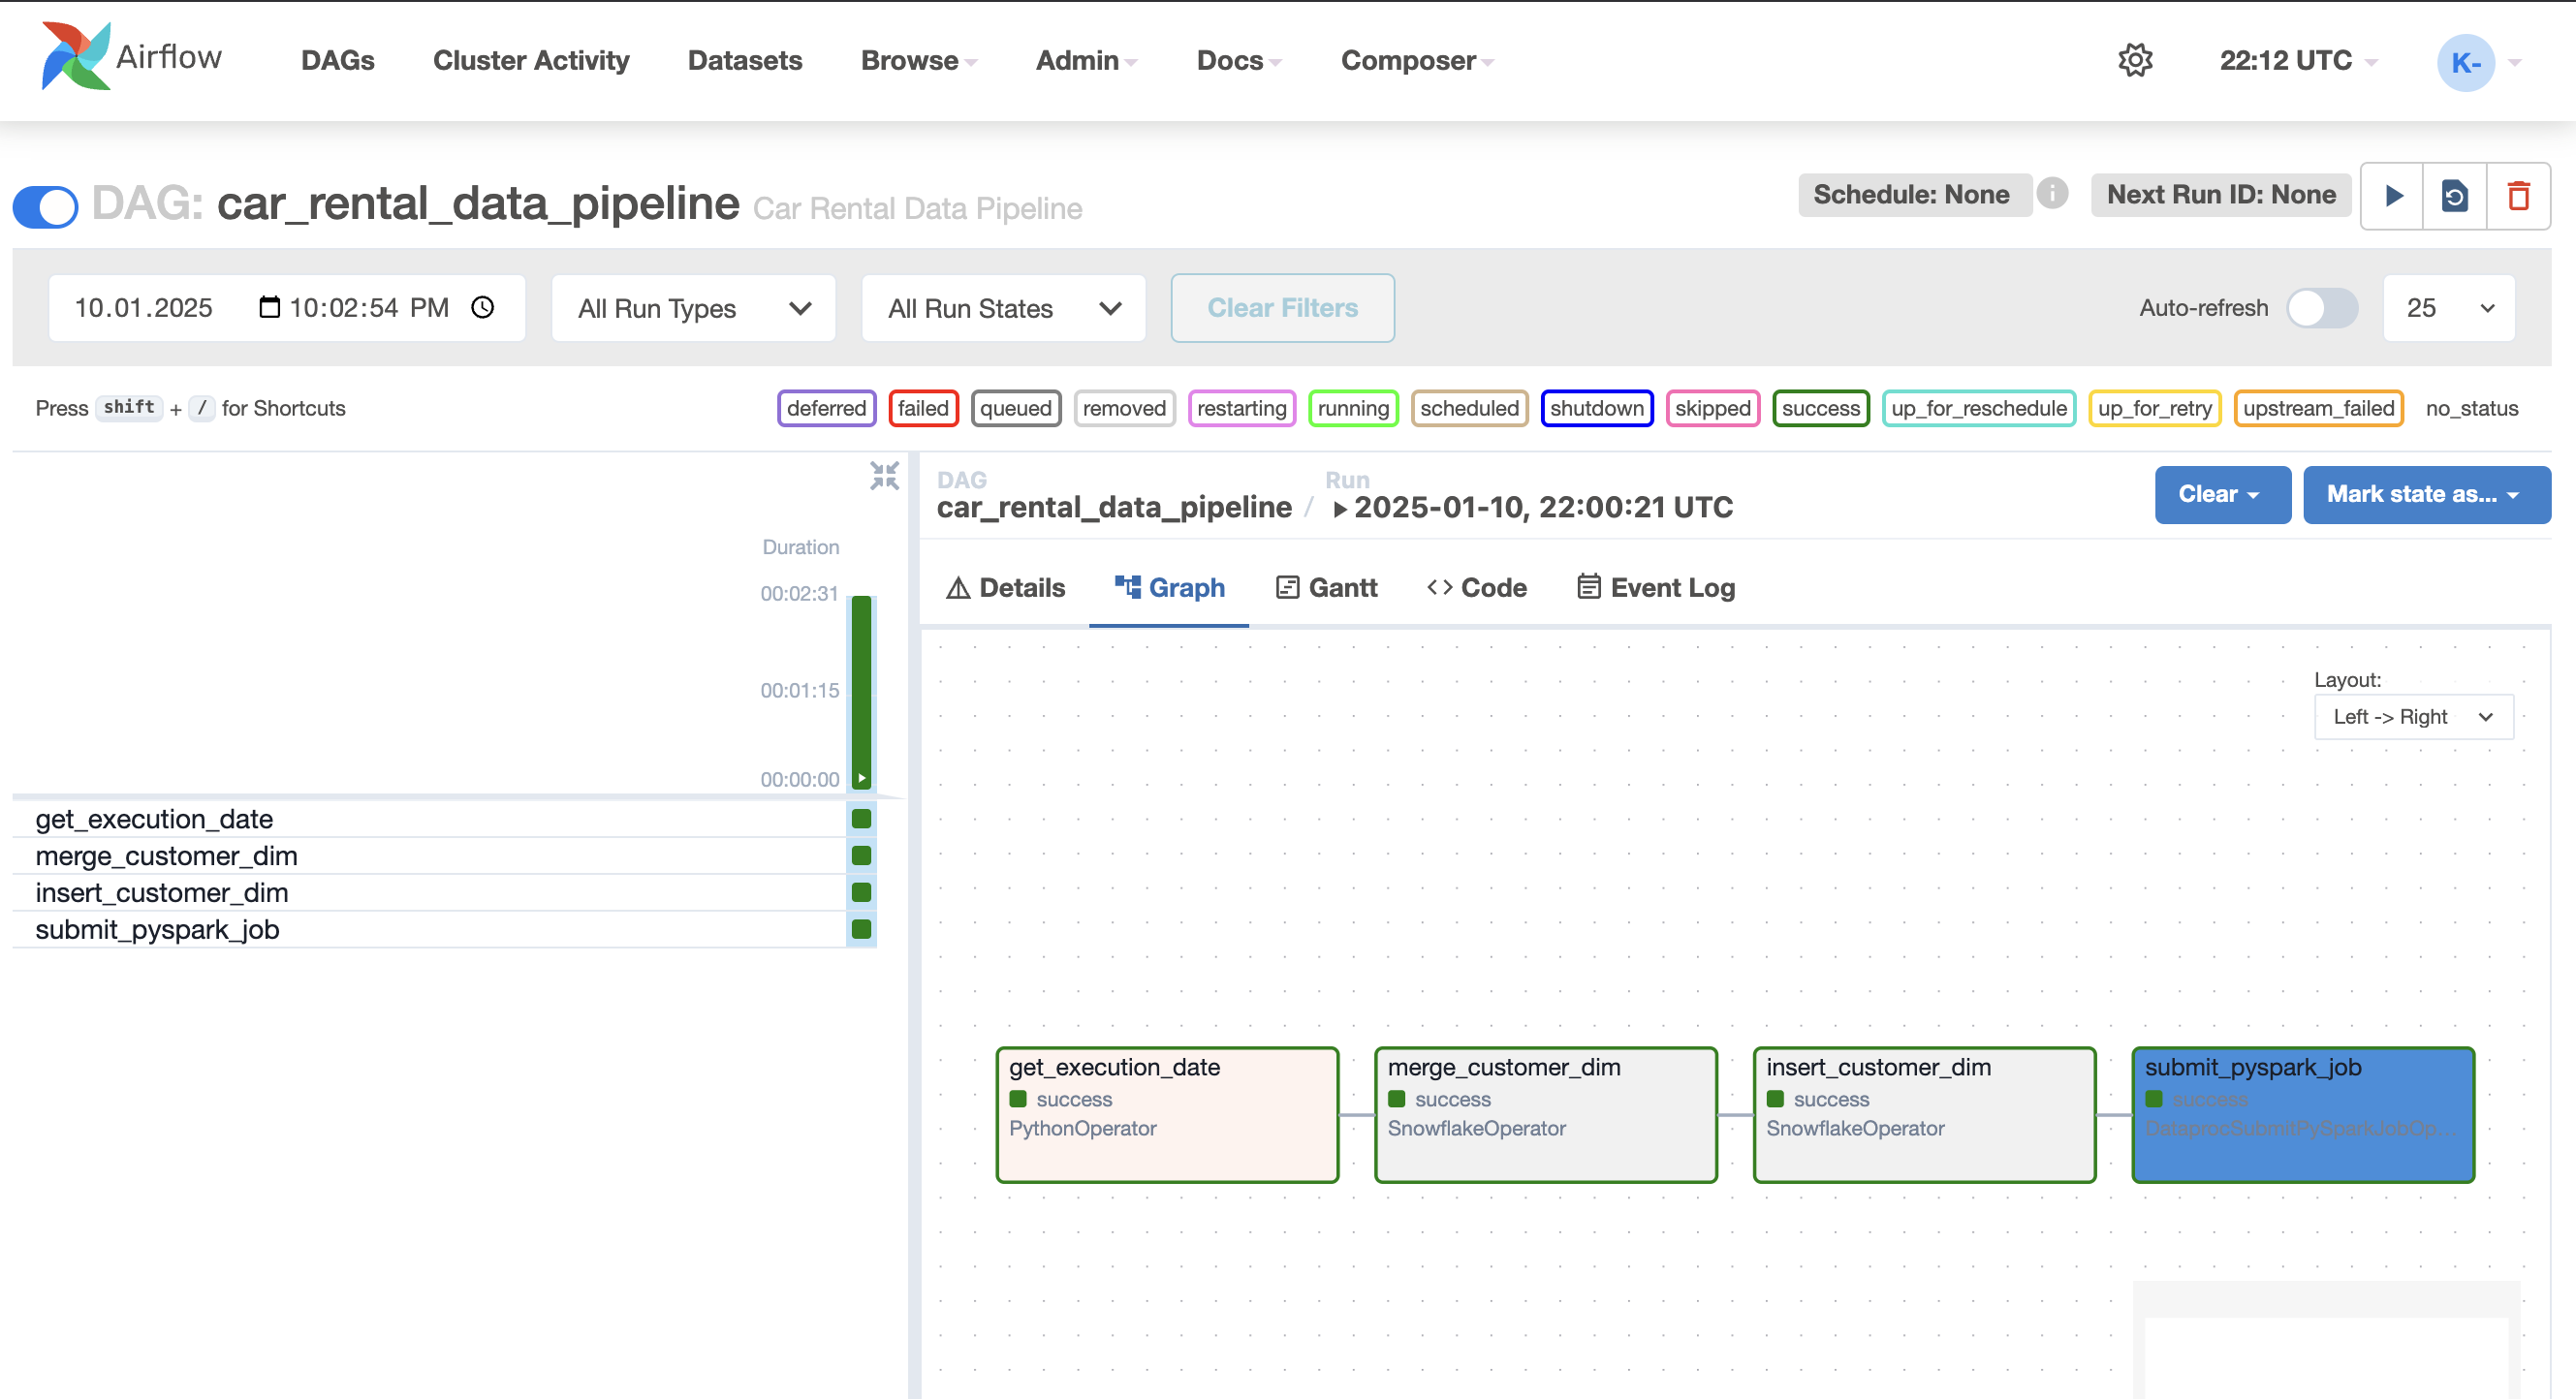 Airflow DAGs Cluster Activity Datasets Browse Admin Docs Composer 22:12 UTC K-
DAG: car_rental_data_pipeline Car Rental Data Pipeline Schedule: None i Next Run ID: None
10.01.2025 10:02:54 PM All Run Types All Run States Clear Filters Auto-refresh 25
Press shift + / for Shortcuts deferred failed queued removed restarting running scheduled shutdown skipped success up_for_reschedule up_for_retry upstream_failed no_status
Duration
00:02:31
00:01:15
00:00:00
get_execution_date
merge_customer_dim
insert_customer_dim
submit_pyspark_job
DAG Run
car_rental_data_pipeline / 2025-01-10, 22:00:21 UTC Clear Mark state as...
Details Graph Gantt Code Event Log
Layout:
Left -> Right
get_execution_date
success
PythonOperator
merge_customer_dim
success
SnowflakeOperator
insert_customer_dim
success
SnowflakeOperator
submit_pyspark_job
success
DataprocSubmitPySparkJobOp...